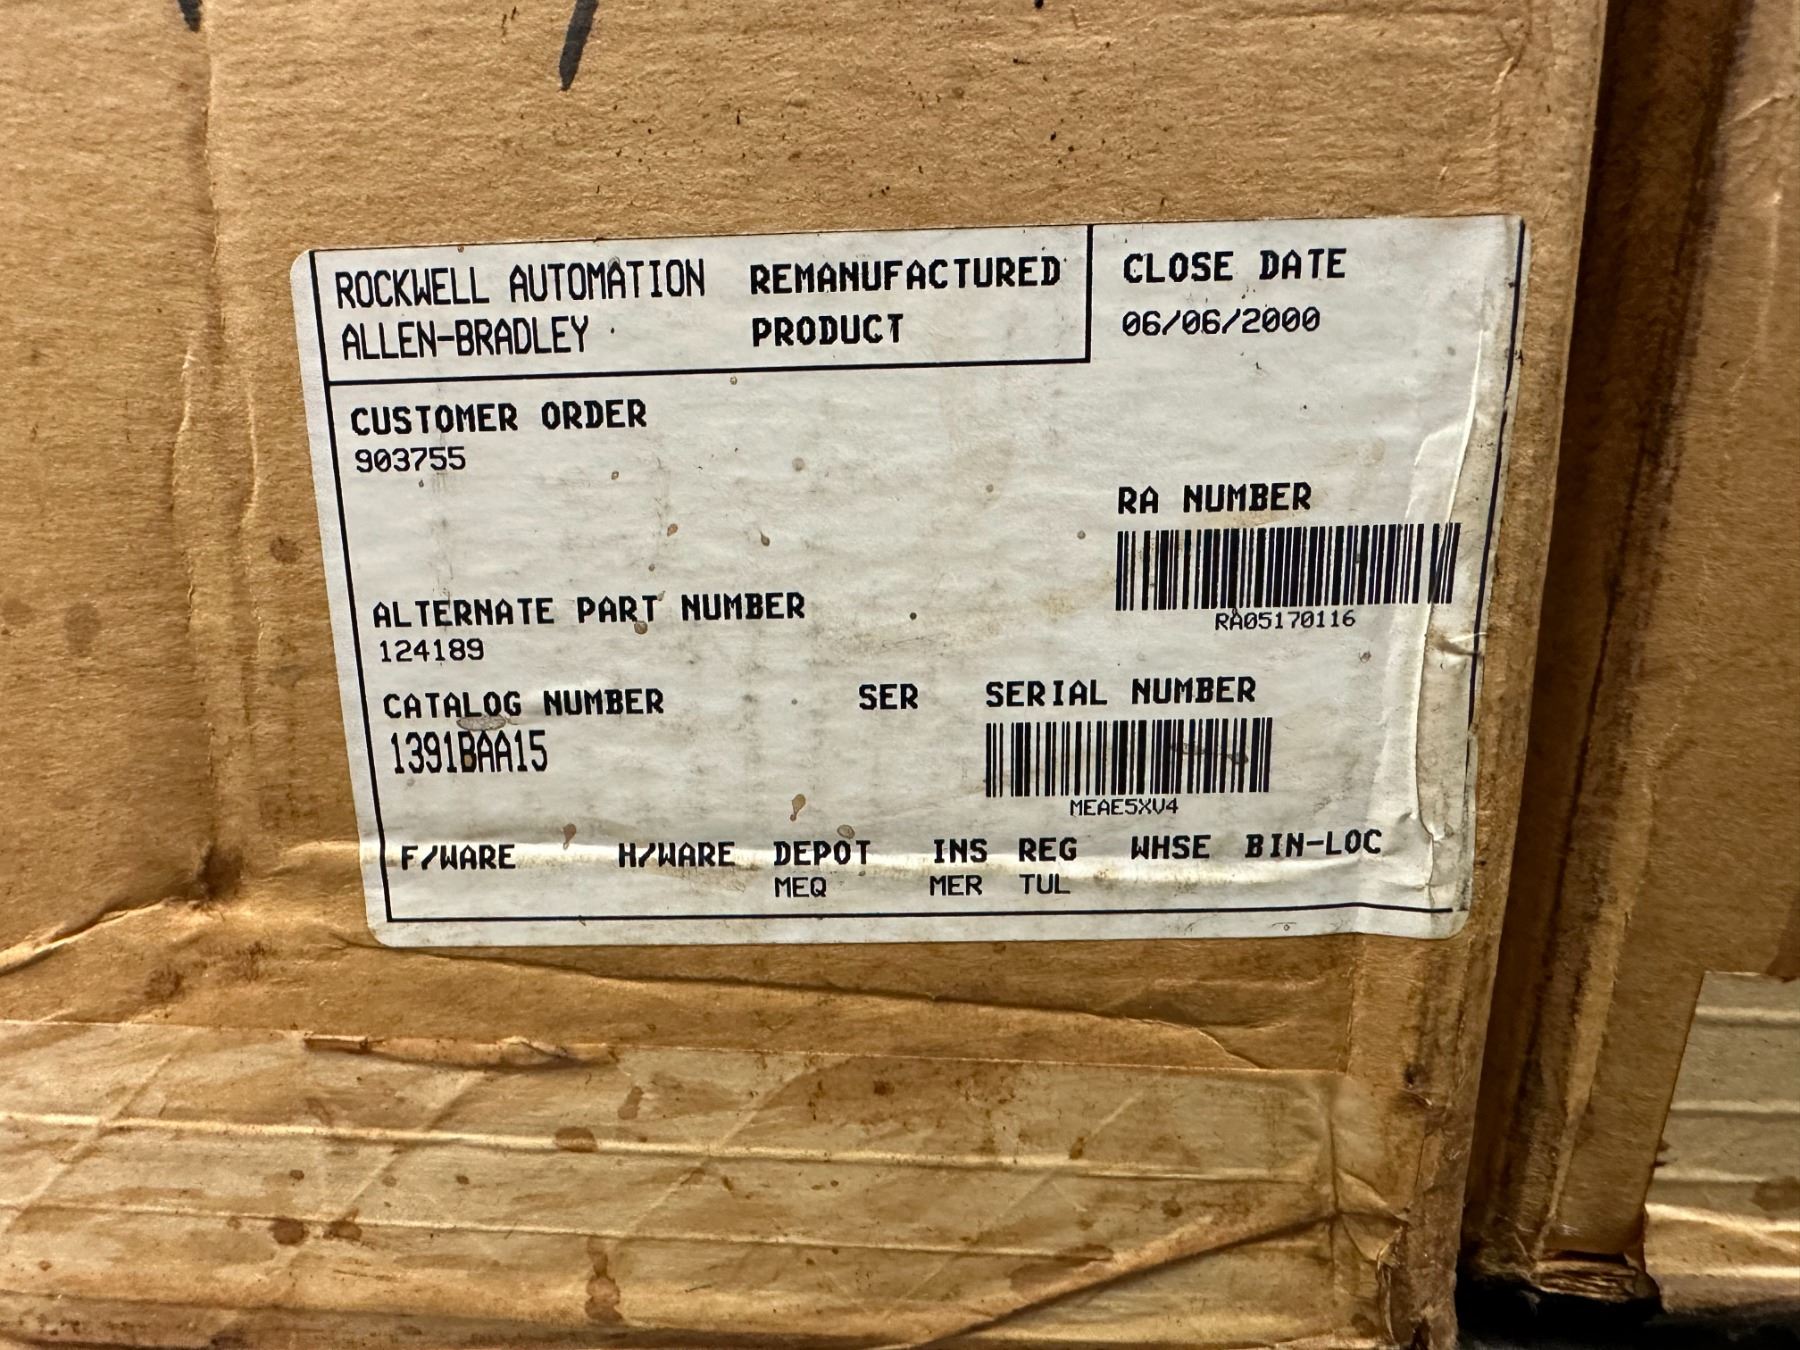 ROCKWELL AUTOMATION REMANUFACTURED
ALLEN-BRADLEY PRODUCT
CLOSE DATE
06/06/2000
CUSTOMER ORDER
903755
RA NUMBER
RA05170116
ALTERNATE PART NUMBER
124189
CATALOG NUMBER SER SERIAL NUMBER
1391BAA15
MEAE5XV4
F/WARE H/WARE DEPOT INS REG WHSE BIN-LOC
MEQ MER TUL